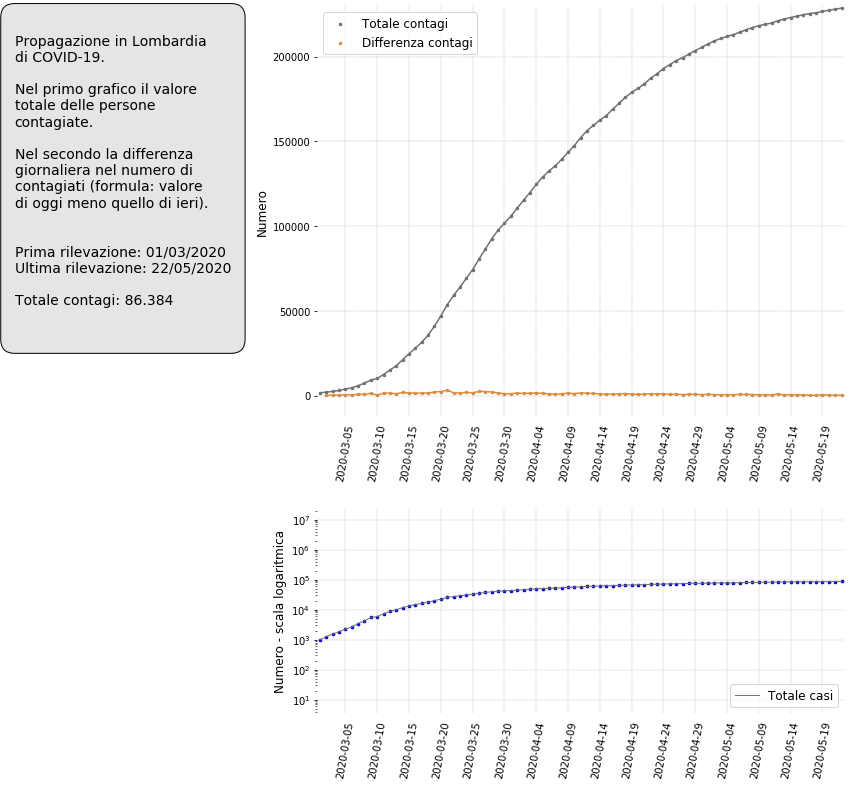 Propagazione in Lombardia
di COVID-19.
Nel primo grafico il valore
totale delle persone
contagiate.
Nel secondo la differenza
giornaliera nel numero di
contagiati (formula: valore
di oggi meno quello di ieri).
Prima rilevazione: 01/03/2020
Ultima rilevazione: 22/05/2020
Totale contagi: 86.384
Totale contagi
Differenza contagi
Numero
200000
150000
100000
50000
0
2020-03-05
2020-03-10
2020-03-15
2020-03-20
2020-03-25
2020-03-30
2020-04-04
2020-04-09
2020-04-14
2020-04-19
2020-04-24
2020-04-29
2020-05-04
2020-05-09
2020-05-14
2020-05-19
Numero - scala logaritmica
10⁷
10⁶
10⁵
10⁴
10³
10²
10¹
Totale casi
2020-03-05
2020-03-10
2020-03-15
2020-03-20
2020-03-25
2020-03-30
2020-04-04
2020-04-09
2020-04-14
2020-04-19
2020-04-24
2020-04-29
2020-05-04
2020-05-09
2020-05-14
2020-05-19